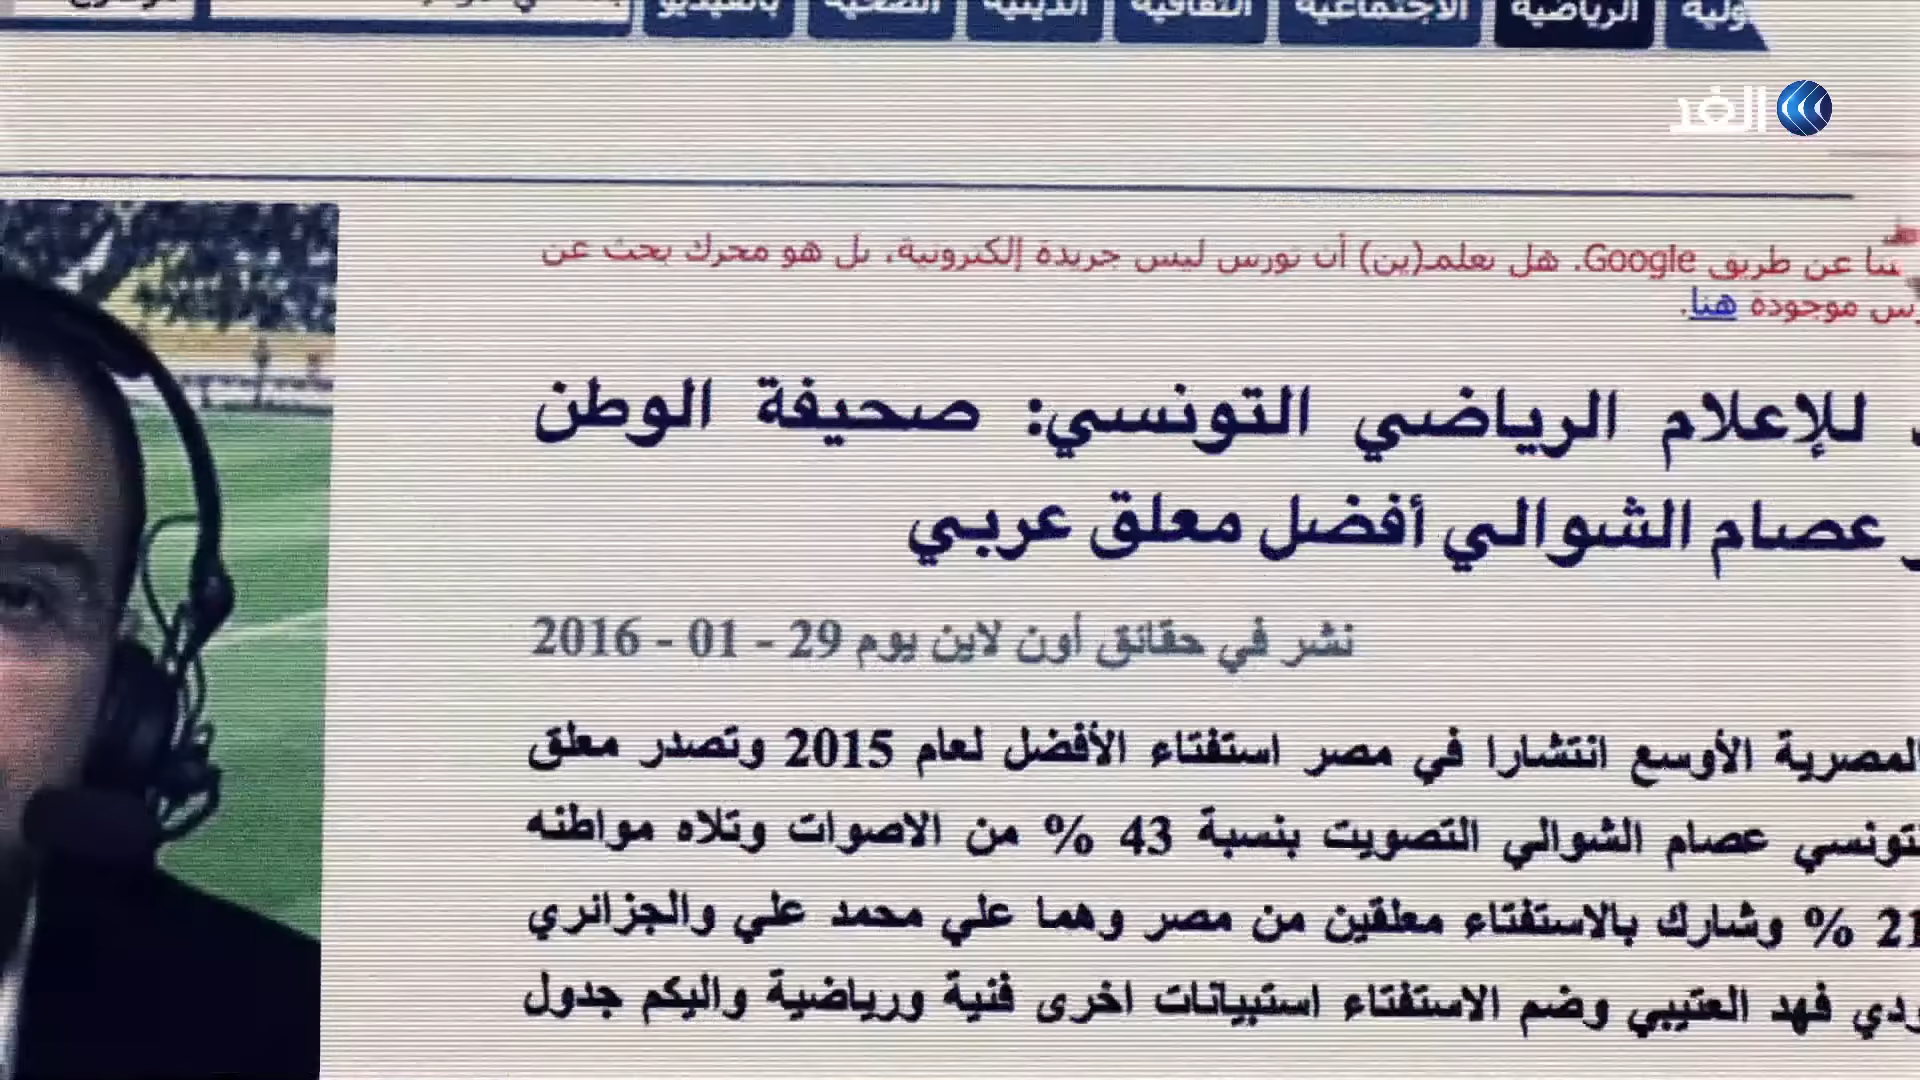 الرياضية الاجتماعية الثقافية الدينية الصحية بالفيديو
الغد
عن طريق Google. هل تعلم(ين) أن تورس ليس جريدة إلكترونية، بل هو محرك بحث عن
موجودة هنا.
للإعلام الرياضي التونسي: صحيفة الوطن
عصام الشوالي أفضل معلق عربي
نشر في حقائق أون لاين يوم 29 - 01 - 2016
المصرية الأوسع انتشارا في مصر استفتاء الأفضل لعام 2015 وتصدر معلق
عصام الشوالي التصويت بنسبة 43 % من الاصوات وتلاه مواطنه
21 % وشارك بالاستفتاء معلقين من مصر وهما علي محمد علي والجزائري
فهد العتيبي وضم الاستفتاء استبيانات اخرى فنية ورياضية واليكم جدول